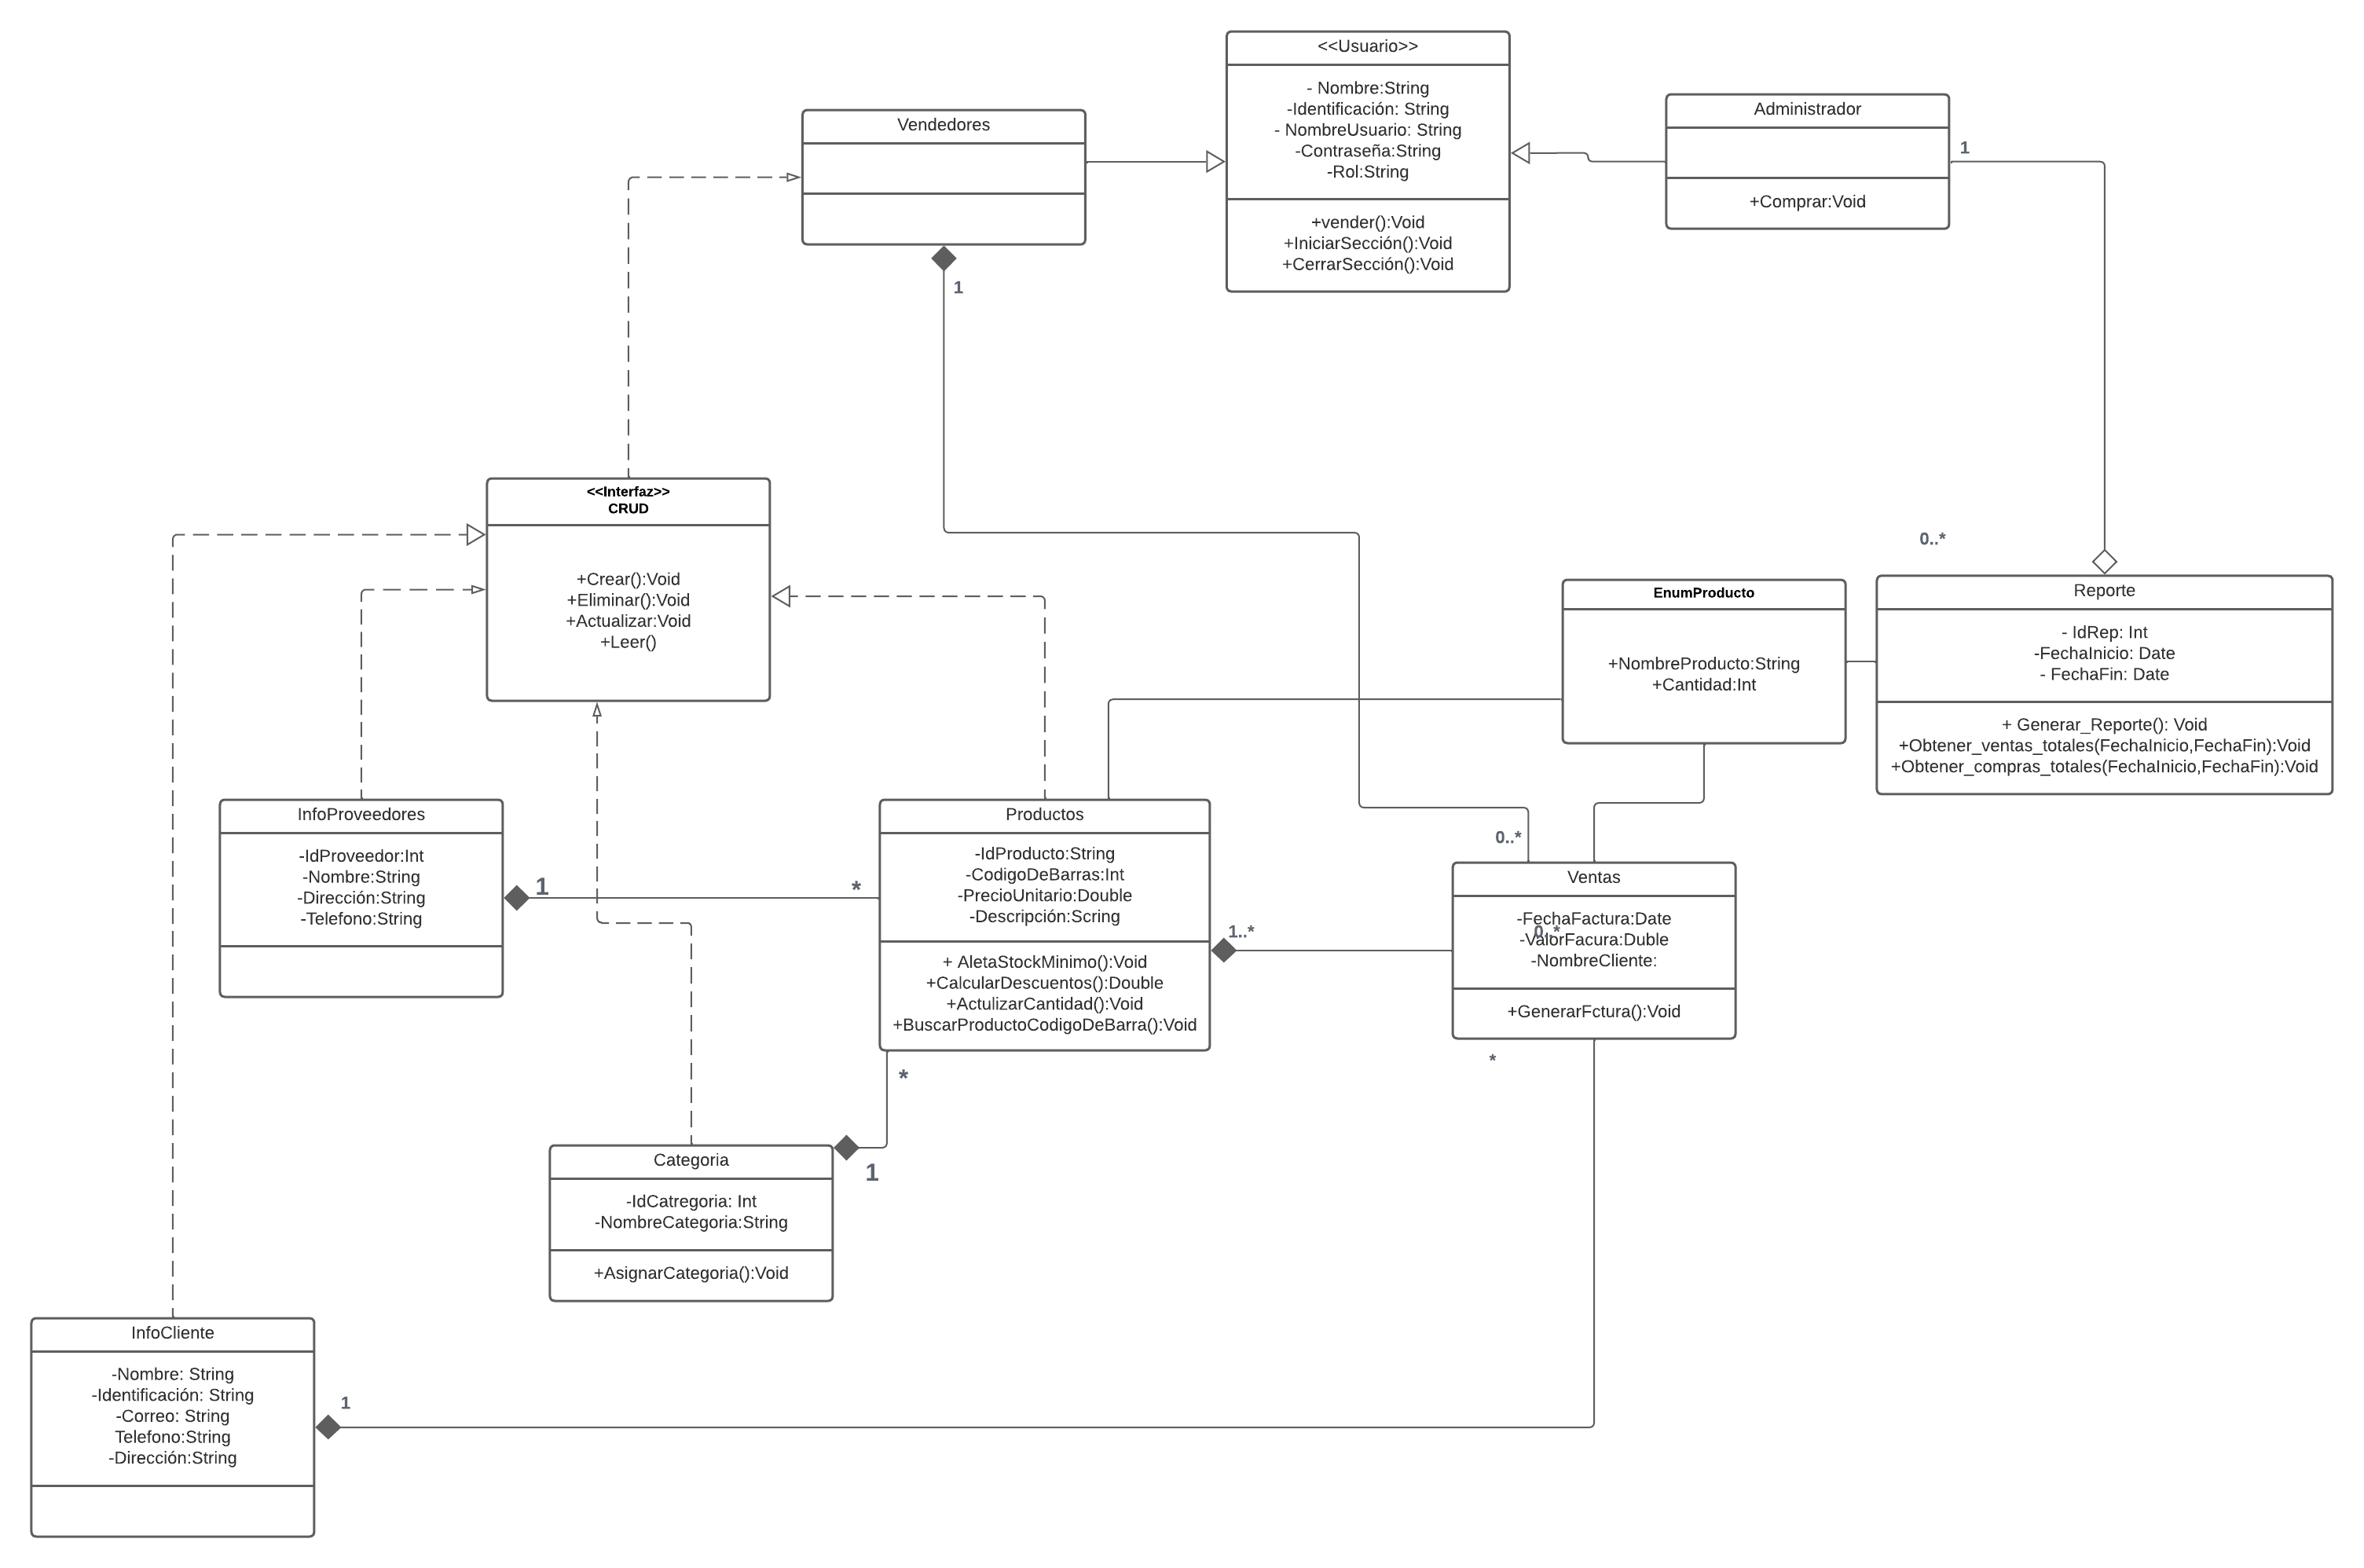 <<Usuario>>
- Nombre:String
-Identificación: String
- NombreUsuario: String
-Contraseña:String
-Rol:String
+vender():Void
+IniciarSección():Void
+CerrarSección():Void
Vendedores
1
Administrador
+Comprar:Void
1
<<Interfaz>>
CRUD
+Crear():Void
+Eliminar():Void
+Actualizar:Void
+Leer()
0..*
EnumProducto
+NombreProducto:String
+Cantidad:Int
Reporte
- IdRep: Int
-FechaInicio: Date
- FechaFin: Date
+ Generar_Reporte(): Void
+Obtener_ventas_totales(FechaInicio,FechaFin):Void
+Obtener_compras_totales(FechaInicio,FechaFin):Void
InfoProveedores
-IdProveedor:Int
-Nombre:String
-Dirección:String
-Telefono:String
1
*
Productos
-IdProducto:String
-CodigoDeBarras:Int
-PrecioUnitario:Double
-Descripción:Scring
+ AletaStockMinimo():Void
+CalcularDescuentos():Double
+ActulizarCantidad():Void
+BuscarProductoCodigoDeBarra():Void
1..*
0..*
Ventas
-FechaFactura:Date
0..*
-ValorFacura:Duble
-NombreCliente:
+GenerarFctura():Void
*
*
1
Categoria
-IdCatregoria: Int
-NombreCategoria:String
+AsignarCategoria():Void
InfoCliente
-Nombre: String
-Identificación: String
-Correo: String
Telefono:String
-Dirección:String
1